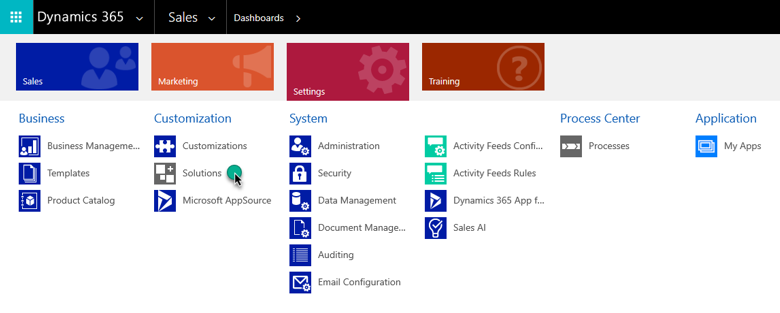 Dynamics 365 Sales Dashboards
Sales Marketing Settings Training
Business Customization System Process Center Application
Business Manageme... Customizations Administration Activity Feeds Confi... Processes My Apps
Templates Solutions Security Activity Feeds Rules
Product Catalog Microsoft AppSource Data Management Dynamics 365 App f...
Document Manage... Sales AI
Auditing
Email Configuration